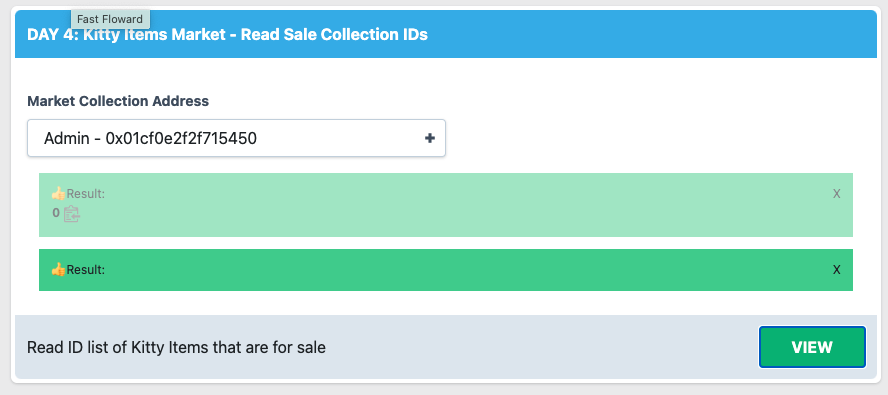 Fast Floward
DAY 4: Kitty Items Market - Read Sale Collection IDs
Market Collection Address
Admin - 0x01cf0e2f2f715450
👍Result:
X
0
👍Result:
X
Read ID list of Kitty Items that are for sale
VIEW